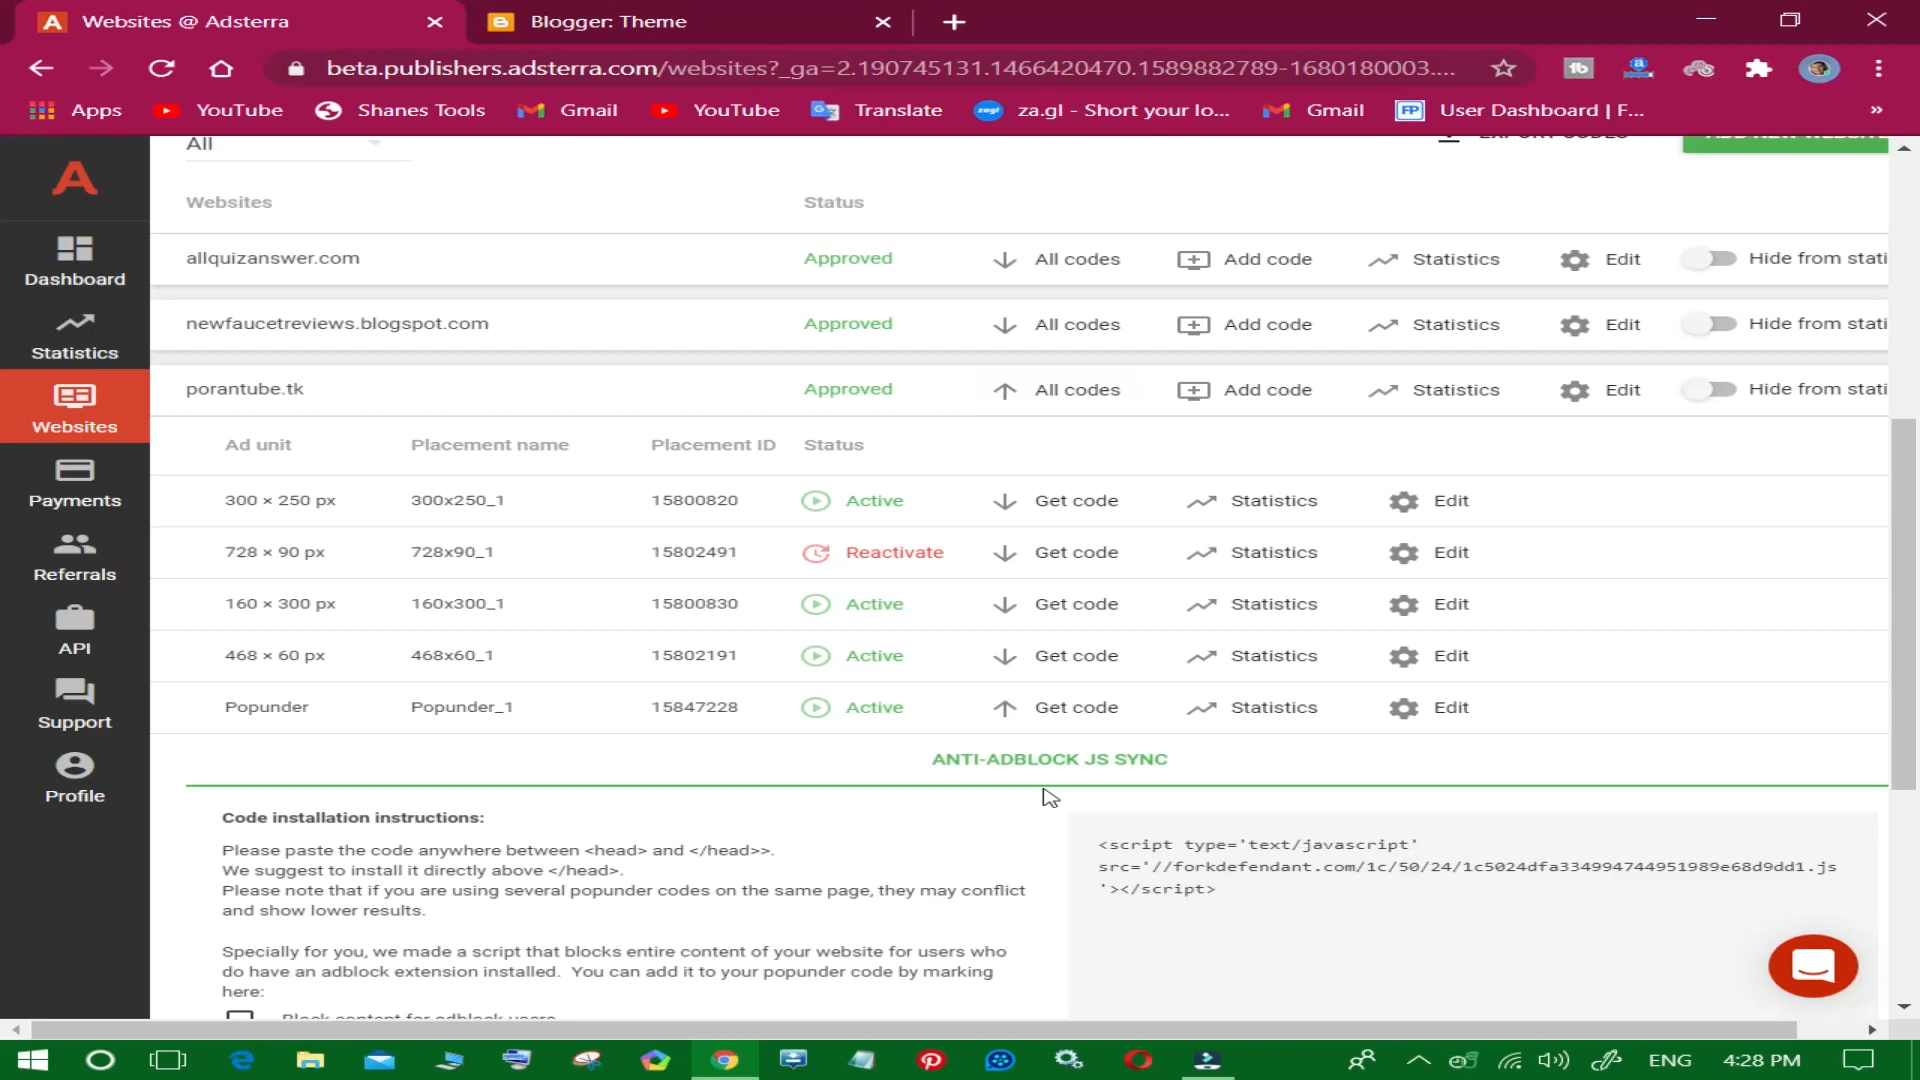 Websites @ Adsterra
Blogger: Theme
beta.publishers.adsterra.com/websites?_ga=2.190745131.1466420470.1589882789-1680180003....
Apps YouTube Shanes Tools Gmail YouTube Translate za.gl - Short your lo... Gmail User Dashboard | F...
All EXPORT CODES
Websites Status
allquizanswer.com Approved All codes Add code Statistics Edit Hide from stati
newfaucetreviews.blogspot.com Approved All codes Add code Statistics Edit Hide from stati
porantube.tk Approved All codes Add code Statistics Edit Hide from stati
Ad unit Placement name Placement ID Status
300 × 250 px 300x250_1 15800820 Active Get code Statistics Edit
728 × 90 px 728x90_1 15802491 Reactivate Get code Statistics Edit
160 × 300 px 160x300_1 15800830 Active Get code Statistics Edit
468 × 60 px 468x60_1 15802191 Active Get code Statistics Edit
Popunder Popunder_1 15847228 Active Get code Statistics Edit
ANTI-ADBLOCK JS SYNC
Code installation instructions:
Please paste the code anywhere between <head> and </head>>.
We suggest to install it directly above </head>.
Please note that if you are using several popunder codes on the same page, they may conflict
and show lower results.
Specially for you, we made a script that blocks entire content of your website for users who
do have an adblock extension installed. You can add it to your popunder code by marking
here:
Block content for adblock users
<script type='text/javascript'
src='//forkdefendant.com/1c/50/24/1c5024dfa334994744951989e68d9dd1.js
'></script>
Dashboard
Statistics
Websites
Payments
Referrals
API
Support
Profile
ENG 4:28 PM